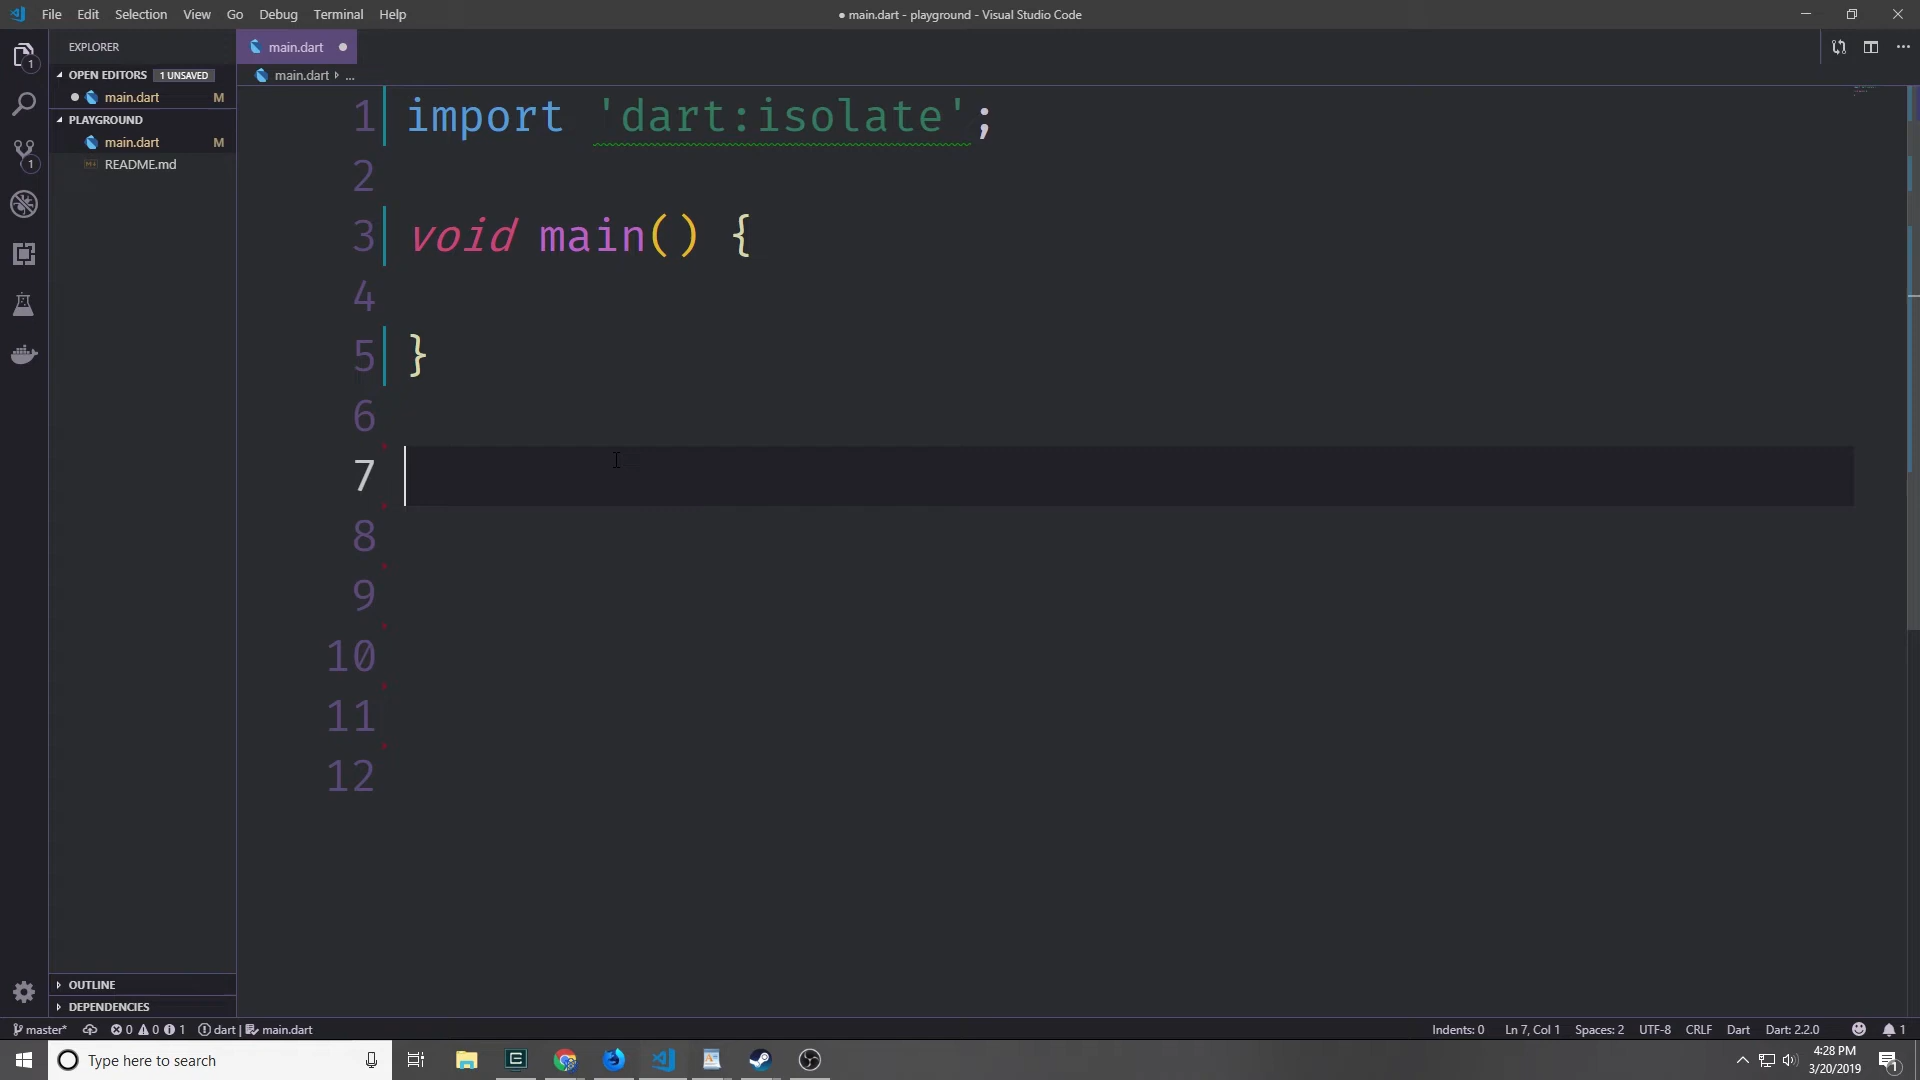 File Edit Selection View Go Debug Terminal Help
● main.dart - playground - Visual Studio Code
EXPLORER
OPEN EDITORS 1 UNSAVED
main.dart M
PLAYGROUND
main.dart M
README.md
OUTLINE
DEPENDENCIES
1
1
main.dart
main.dart ...
1 import 'dart:isolate';
2
3 void main() {
4
5 }
6
7
8
9
10
11
12
master* 0 0 1 dart | main.dart
Indents: 0 Ln 7, Col 1 Spaces: 2 UTF-8 CRLF Dart Dart: 2.2.0 1
Type here to search
4:28 PM
3/20/2019
1